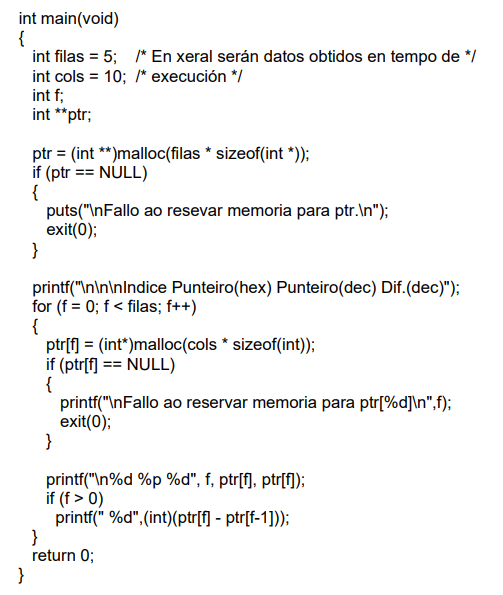 int main(void)
{
int filas = 5; /* En xeral serán datos obtidos en tempo de */
int cols = 10; /* execución */
int f;
int **ptr;
ptr = (int **)malloc(filas * sizeof(int *));
if (ptr == NULL)
{
puts("\nFallo ao resevar memoria para ptr.\n");
exit(0);
}
printf("\n\n\nIndice Punteiro(hex) Punteiro(dec) Dif.(dec)");
for (f = 0; f < filas; f++)
{
ptr[f] = (int*)malloc(cols * sizeof(int));
if (ptr[f] == NULL)
{
printf("\nFallo ao reservar memoria para ptr[%d]\n",f);
exit(0);
}
printf("\n%d %p %d", f, ptr[f], ptr[f]);
if (f > 0)
printf(" %d",(int)(ptr[f] - ptr[f-1]));
}
return 0;
}